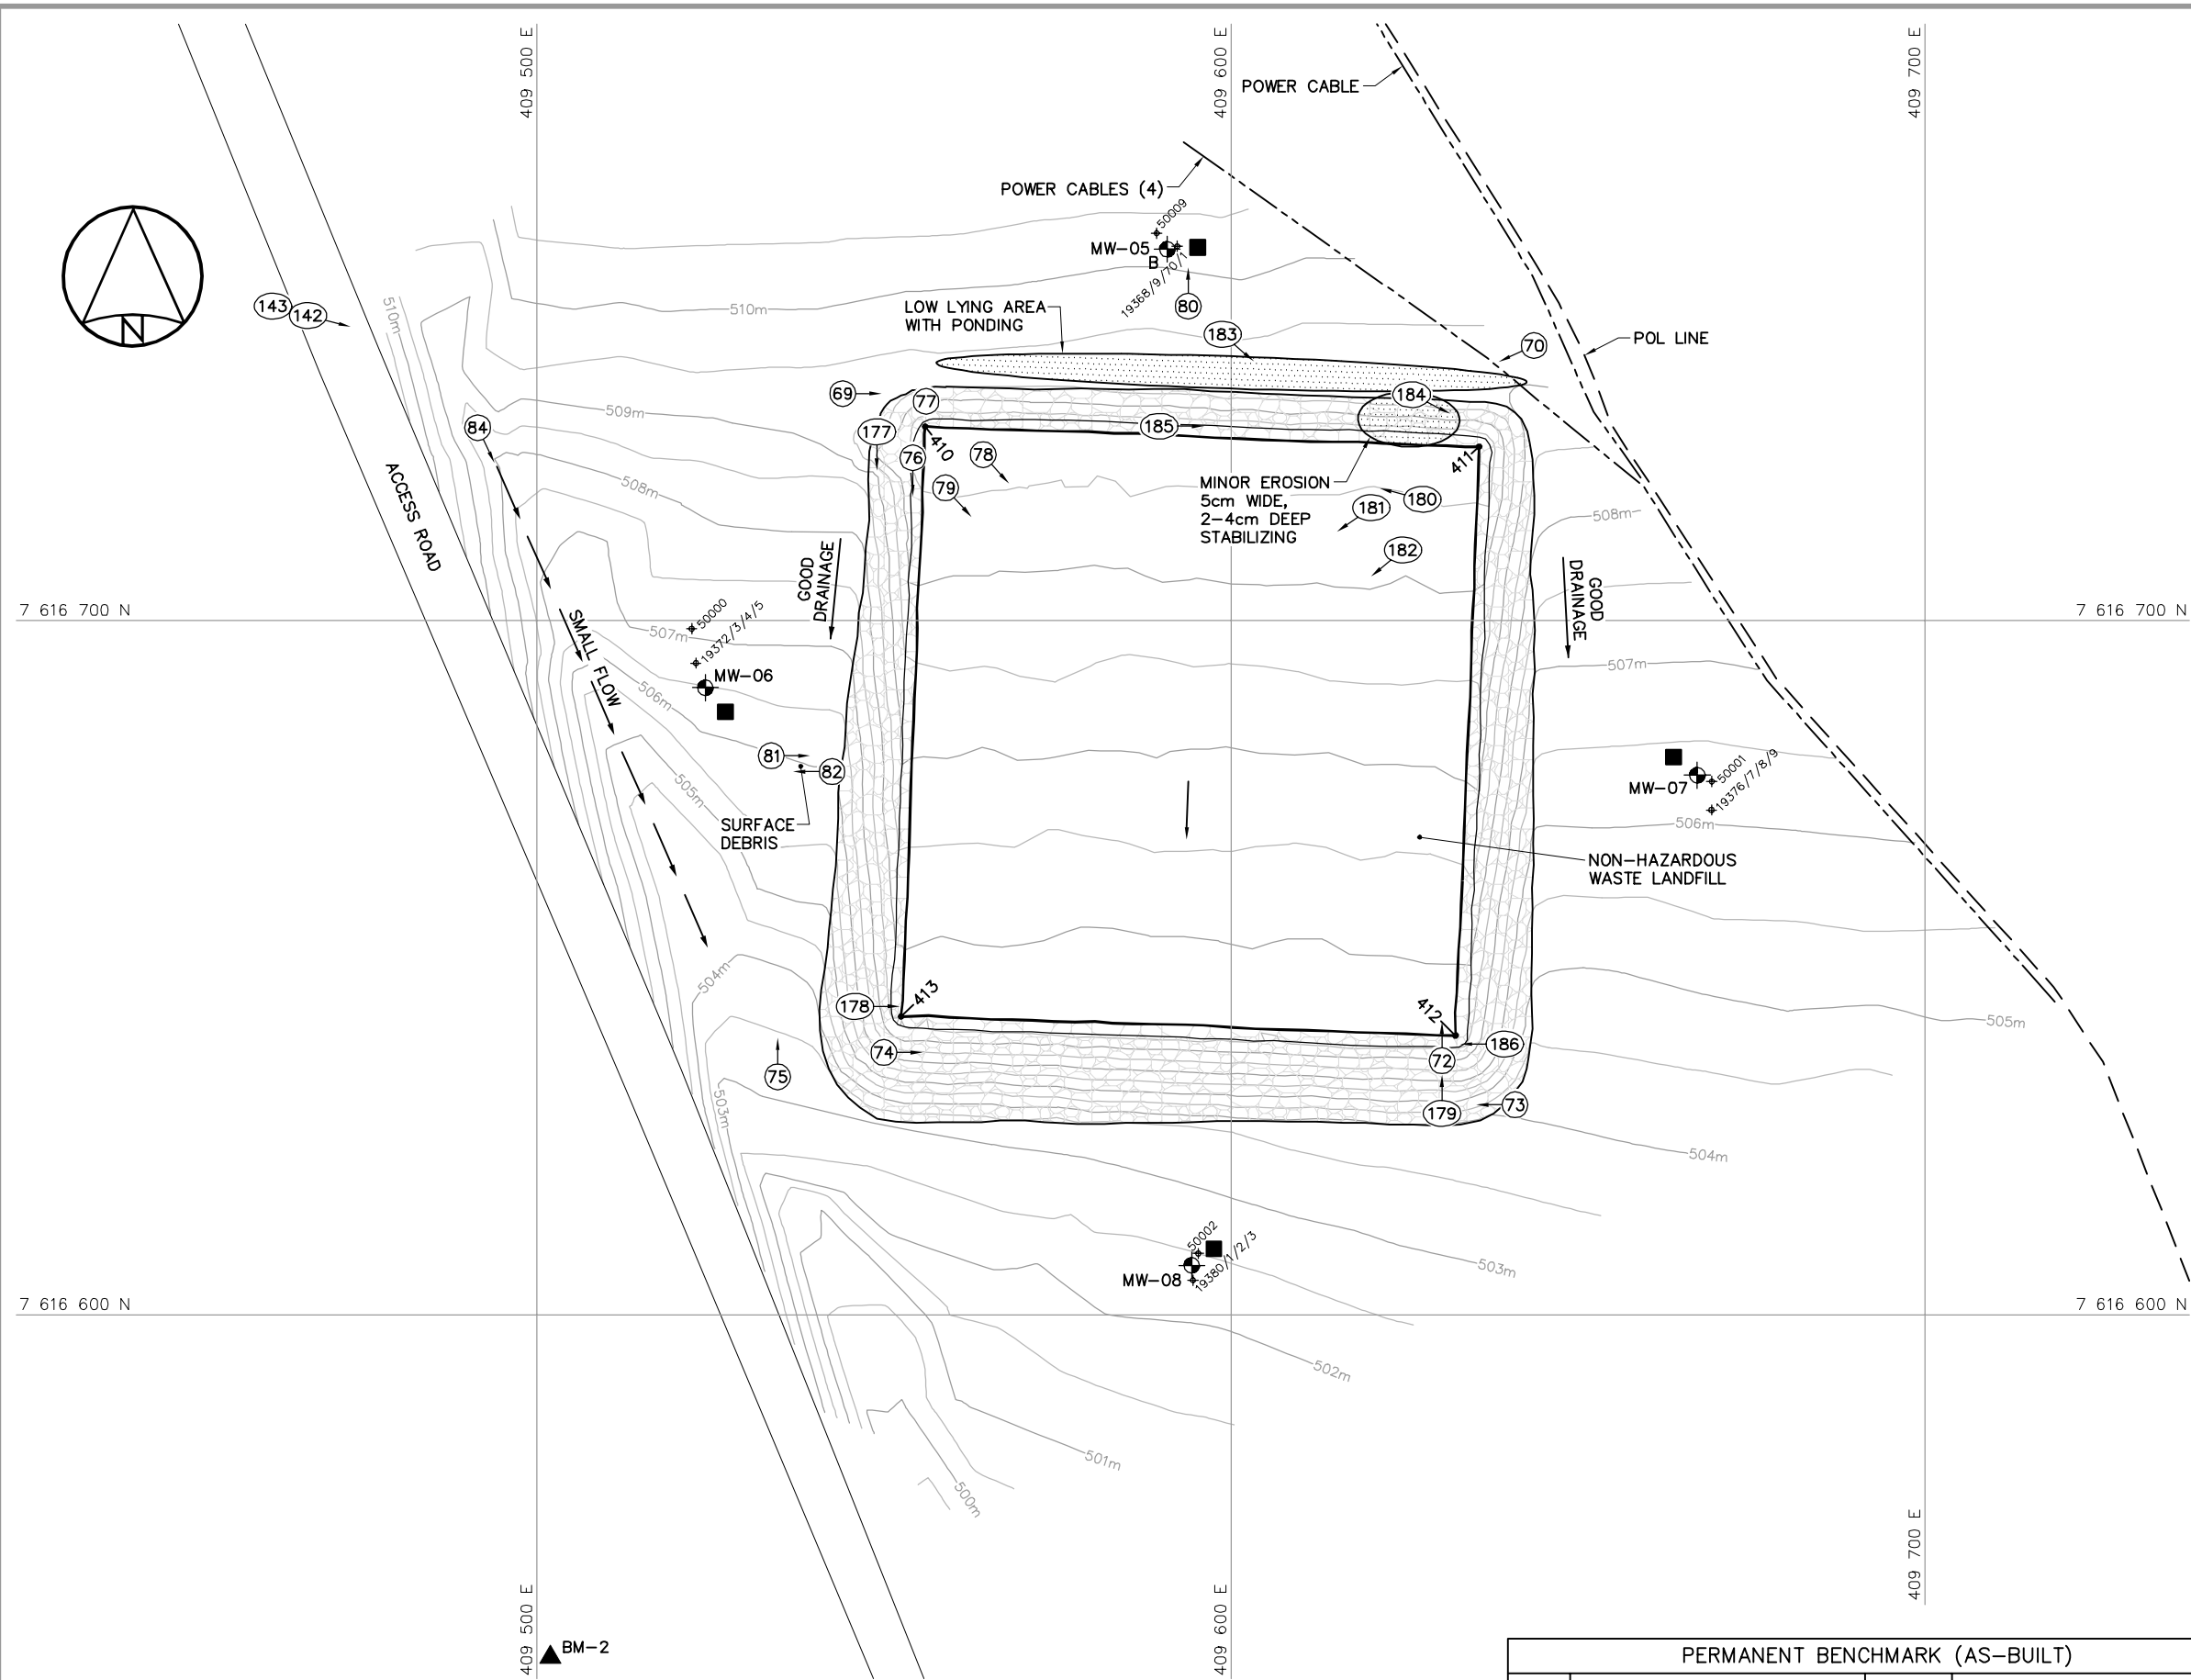 409 500 E
409 600 E
409 700 E
POWER CABLE
POWER CABLES (4)
50009
MW-05
B
19368/9/70/1
80
510m
510m
143
142
N
LOW LYING AREA
WITH PONDING
183
70
POL LINE
69
77
184
509m
84
177
185
410
411
76
78
79
MINOR EROSION
5cm WIDE,
2-4cm DEEP
STABILIZING
180
181
182
508m
508m
ACCESS ROAD
GOOD
DRAINAGE
GOOD
DRAINAGE
7 616 700 N
7 616 700 N
SMALL FLOW
50000
19372/3/4/5
507m
507m
MW-06
506m
81
82
505m
SURFACE
DEBRIS
MW-07
50001
19376/7/8/9
506m
NON-HAZARDOUS
WASTE LANDFILL
504m
178
413
412
505m
74
72
186
75
179
73
503m
504m
50002
MW-08
19380/1/2/3
503m
7 616 600 N
7 616 600 N
502m
501m
500m
409 500 E
409 600 E
409 700 E
BM-2
PERMANENT BENCHMARK (AS-BUILT)